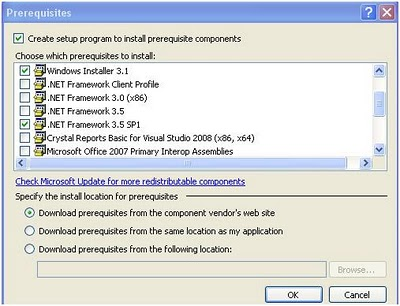 Prerequisites
Create setup program to install prerequisite components
Choose which prerequisites to install:
Windows Installer 3.1
.NET Framework Client Profile
.NET Framework 3.0 (x86)
.NET Framework 3.5
.NET Framework 3.5 SP1
Crystal Reports Basic for Visual Studio 2008 (x86, x64)
Microsoft Office 2007 Primary Interop Assemblies
Check Microsoft Update for more redistributable components
Specify the install location for prerequisites
Download prerequisites from the component vendor's web site
Download prerequisites from the same location as my application
Download prerequisites from the following location:
Browse...
OK Cancel